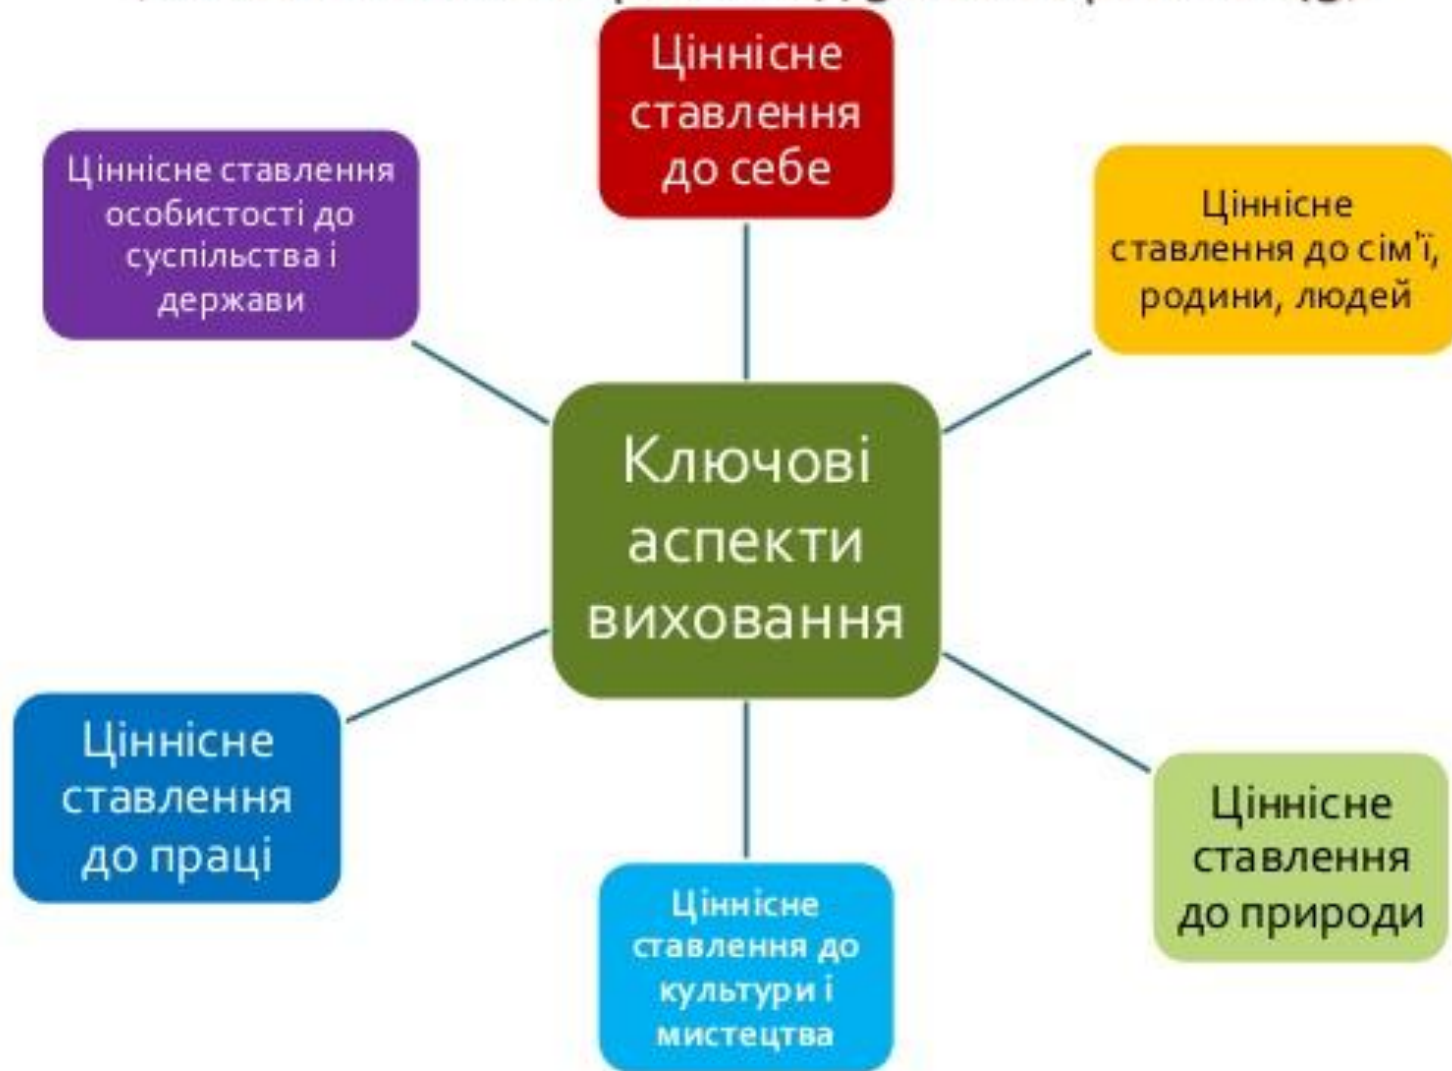 Ціннісне
ставлення
до себе
Ціннісне ставлення
особистості до
суспільства і
держави
Ціннісне
ставлення до сім'ї,
родини, людей
Ключові
аспекти
виховання
Ціннісне
ставлення
до праці
Ціннісне
ставлення
до природи
Ціннісне
ставлення до
культури і
мистецтва